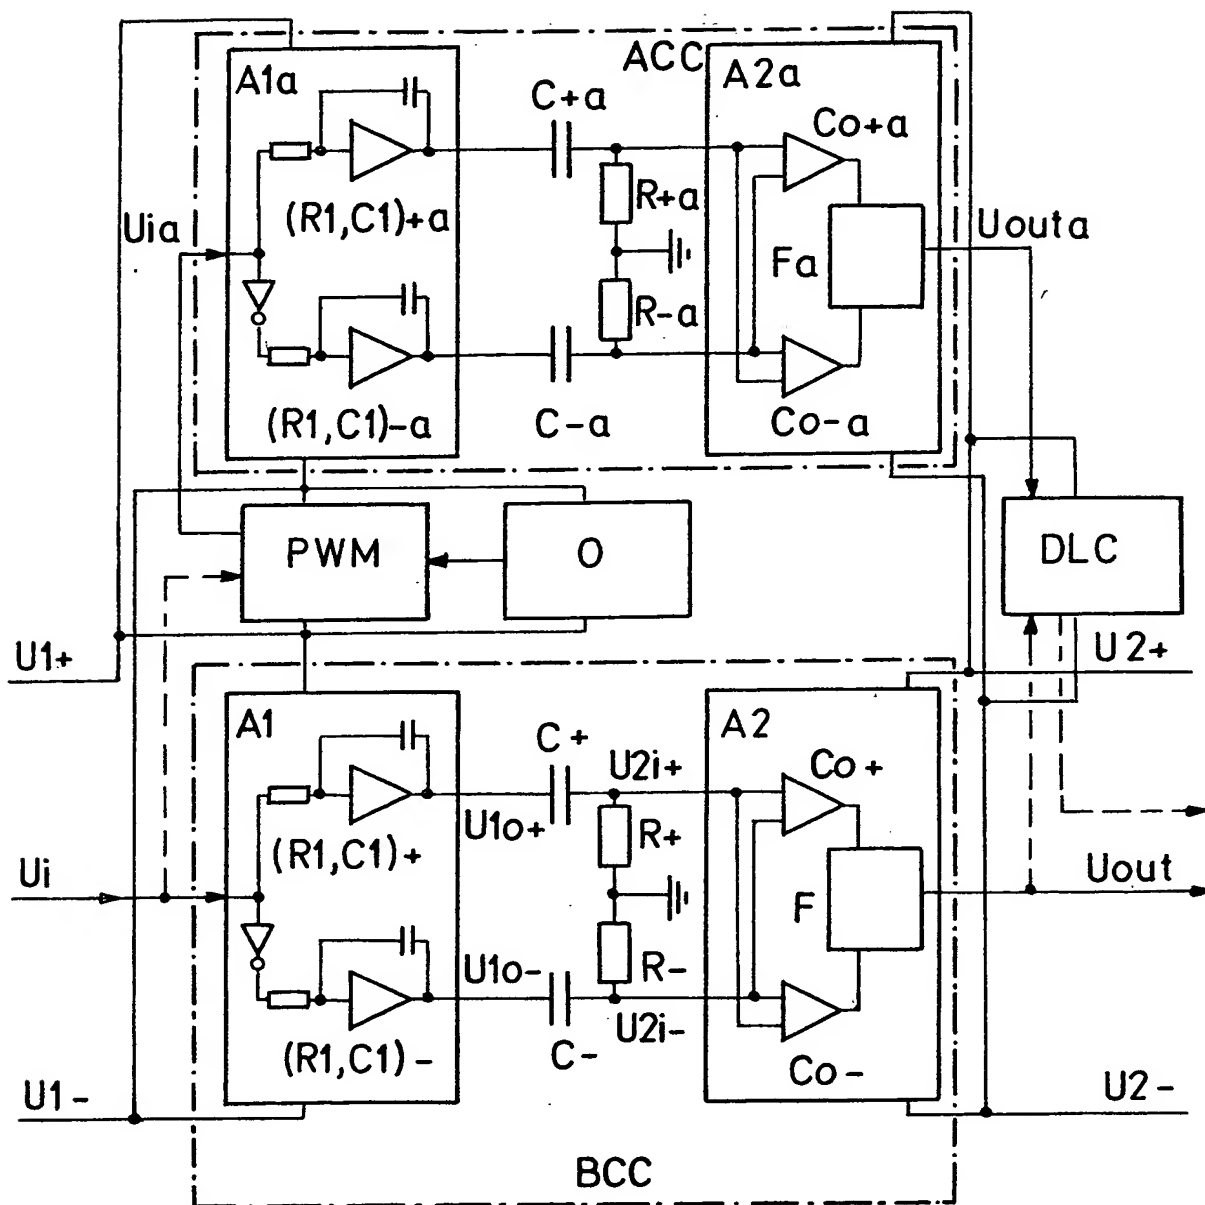 ACC
A1a
A2a
C+a
Co+a
R+a
(R1,C1)+a
Uia
Uouta
Fa
R-a
(R1,C1)-a
C-a
Co-a
PWM
O
DLC
U1+
U2+
A1
A2
C+
U2i+
Co+
U1o+
R+
(R1,C1)+
Ui
Uout
F
U1o-
R-
U2i-
(R1,C1)-
C-
Co-
U1-
U2-
BCC